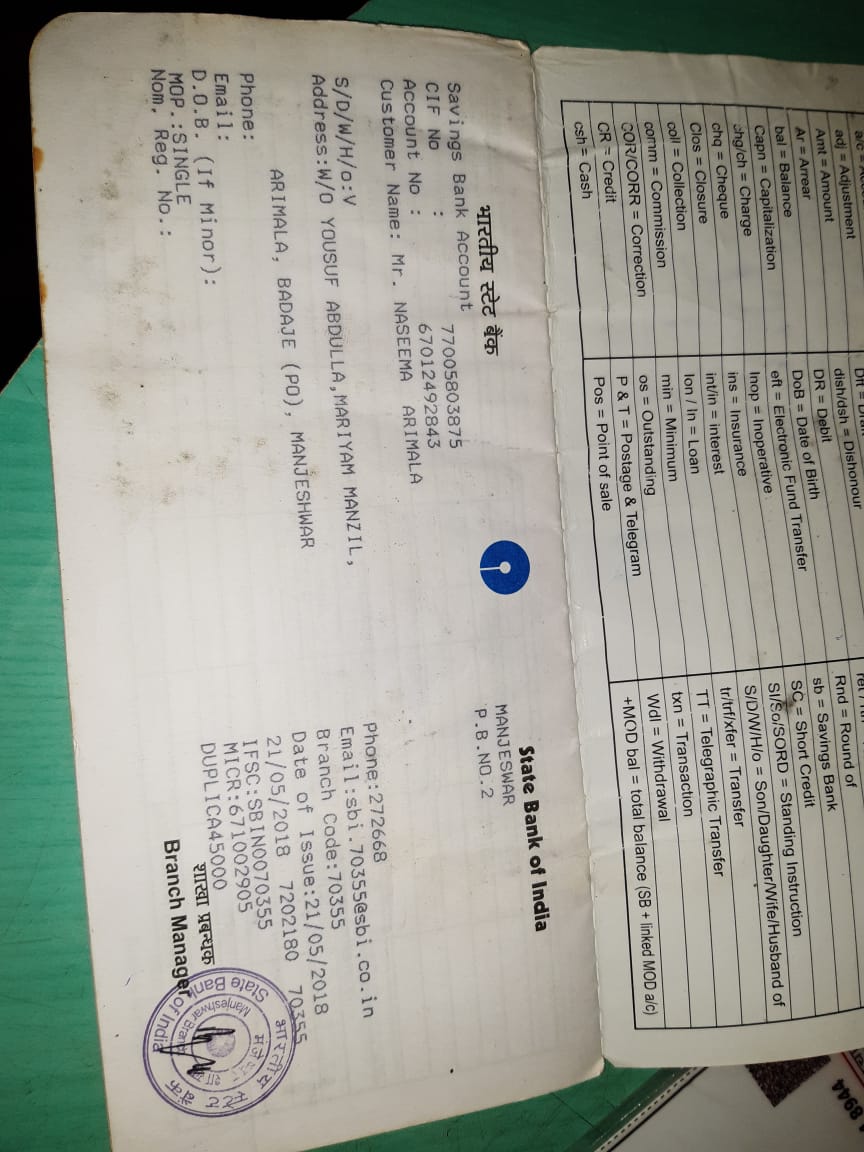 adj = Adjustment
Amt = Amount
Ar = Arrear
bal = Balance
Capn = Capitalization
chg/ch = Charge
chq = Cheque
Clos = Closure
coll = Collection
comm = Commission
COR/CORR = Correction
CR = Credit
csh = Cash
dish/dsh = Dishonour
DR = Debit
DoB = Date of Birth
eft = Electronic Fund Transfer
Inop = Inoperative
ins = Insurance
int/in = interest
lon / ln = Loan
min = Minimum
os = Outstanding
P & T = Postage & Telegram
Pos = Point of sale
Rnd = Round of
sb = Savings Bank
SC = Short Credit
SI/So/SORD = Standing Instruction
S/D/W/H/o = Son/Daughter/Wife/Husband of
tr/trf/xfer = Transfer
TT = Telegraphic Transfer
txn = Transaction
Wdl = Withdrawal
+MOD bal = total balance (SB + linked MOD a/c)
भारतीय स्टेट बैंक
State Bank of India
MANJESWAR
P.B.NO.2
Savings Bank Account
CIF No : 77005803875
Account No : 67012492843
Customer Name: Mr. NASEEMA ARIMALA
S/D/W/H/o:V
Address:W/O YOUSUF ABDULLA,MARIYAM MANZIL,
ARIMALA, BADAJE (PO), MANJESHWAR
Phone:
Email:
D.O.B. (If Minor):
MOP.:SINGLE
Nom. Reg. No.:
Phone:272668
Email:sbi.70355@sbi.co.in
Branch Code:70355
Date of Issue:21/05/2018
21/05/2018 7202180 70355
IFSC:SBIN0070355
MICR:671002905
DUPLICA45000
शाखा प्रबन्धक
Branch Manager
भारतीय स्टेट बैंक
State Bank of India
Manjeshwar Branch
8944